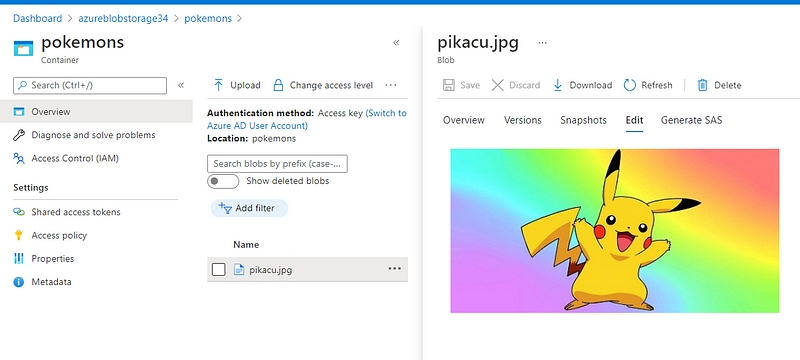 Dashboard > azureblobstorage34 > pokemons >
pokemons
Container
Search (Ctrl+/)
Overview
Diagnose and solve problems
Access Control (IAM)
Settings
Shared access tokens
Access policy
Properties
Metadata
Upload
Change access level
Authentication method: Access key (Switch to
Azure AD User Account)
Location: pokemons
Search blobs by prefix (case-...
Show deleted blobs
Add filter
Name
pikacu.jpg
pikacu.jpg
Blob
Save
Discard
Download
Refresh
Delete
Overview
Versions
Snapshots
Edit
Generate SAS